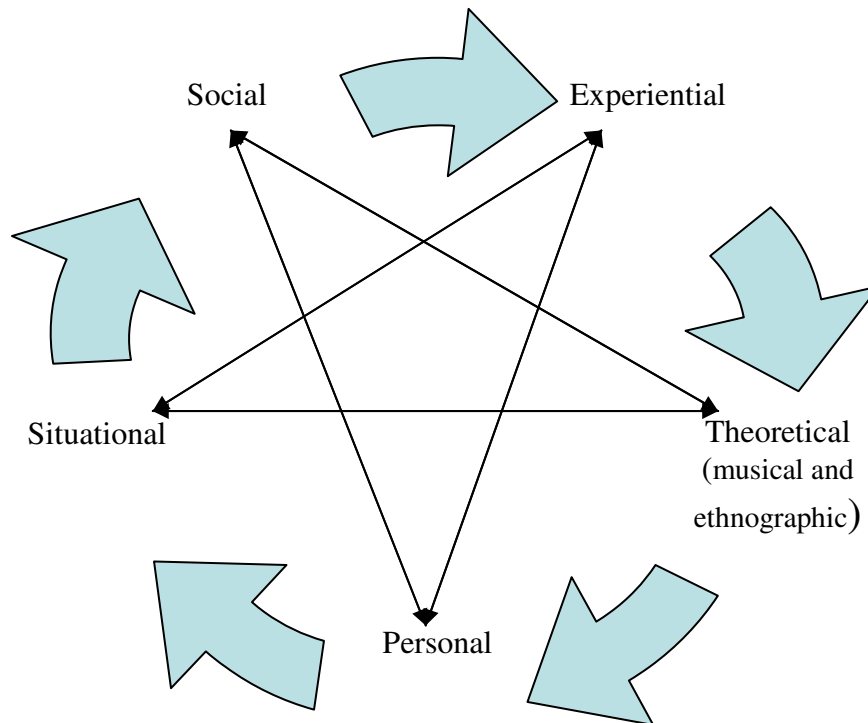 Social
Experiential
Situational
Theoretical
(musical and
ethnographic)
Personal